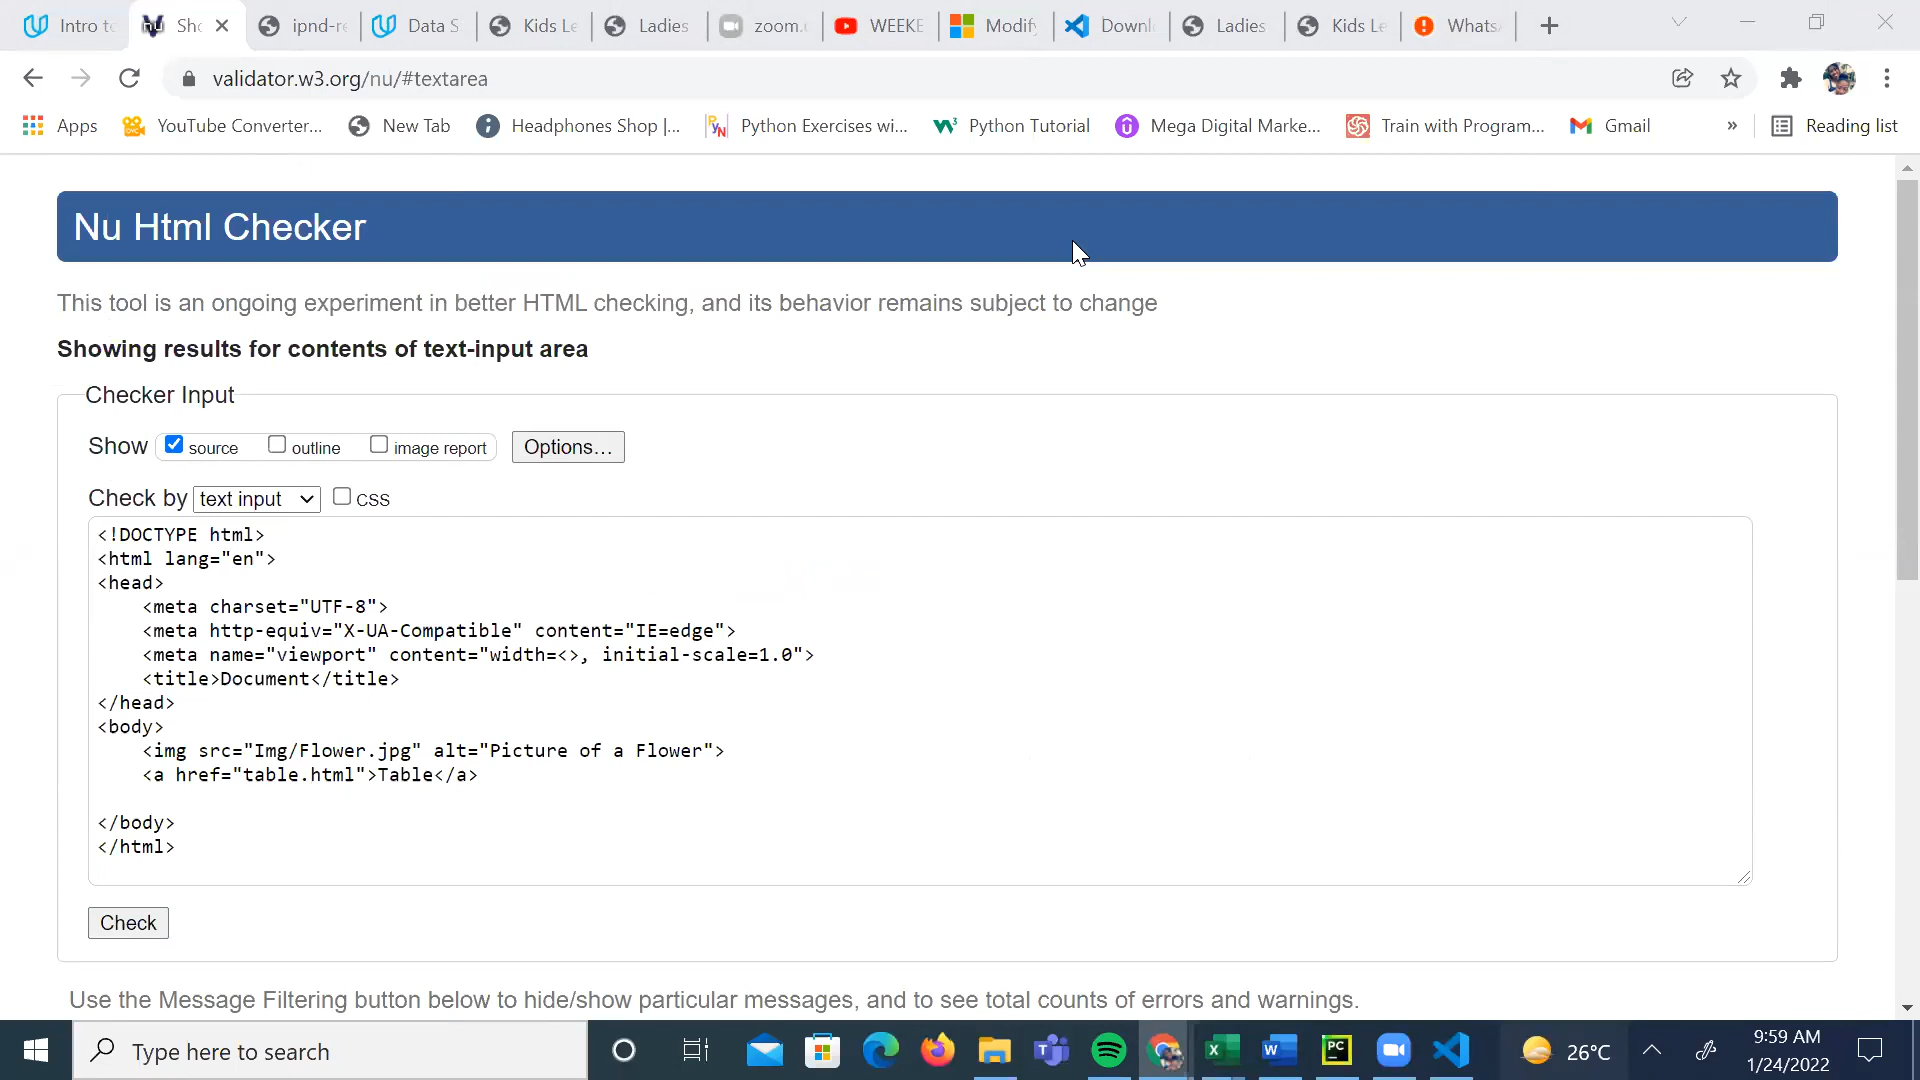 Intro to
Sho
ipnd-re
Data S
Kids Le
Ladies
zoom.u
WEEKE
Modify
Downl
Ladies
Kids Le
Whats
validator.w3.org/nu/#textarea
Apps
YouTube Converter...
New Tab
Headphones Shop |...
Python Exercises wi...
Python Tutorial
Mega Digital Marke...
Train with Program...
Gmail
»
Reading list
Nu Html Checker
This tool is an ongoing experiment in better HTML checking, and its behavior remains subject to change
Showing results for contents of text-input area
Checker Input
Show source outline image report Options...
Check by text input CSS
<!DOCTYPE html>
<html lang="en">
<head>
    <meta charset="UTF-8">
    <meta http-equiv="X-UA-Compatible" content="IE=edge">
    <meta name="viewport" content="width=<>, initial-scale=1.0">
    <title>Document</title>
</head>
<body>
    <img src="Img/Flower.jpg" alt="Picture of a Flower">
    <a href="table.html">Table</a>
</body>
</html>
Check
Use the Message Filtering button below to hide/show particular messages, and to see total counts of errors and warnings.
Type here to search
26°C
9:59 AM
1/24/2022